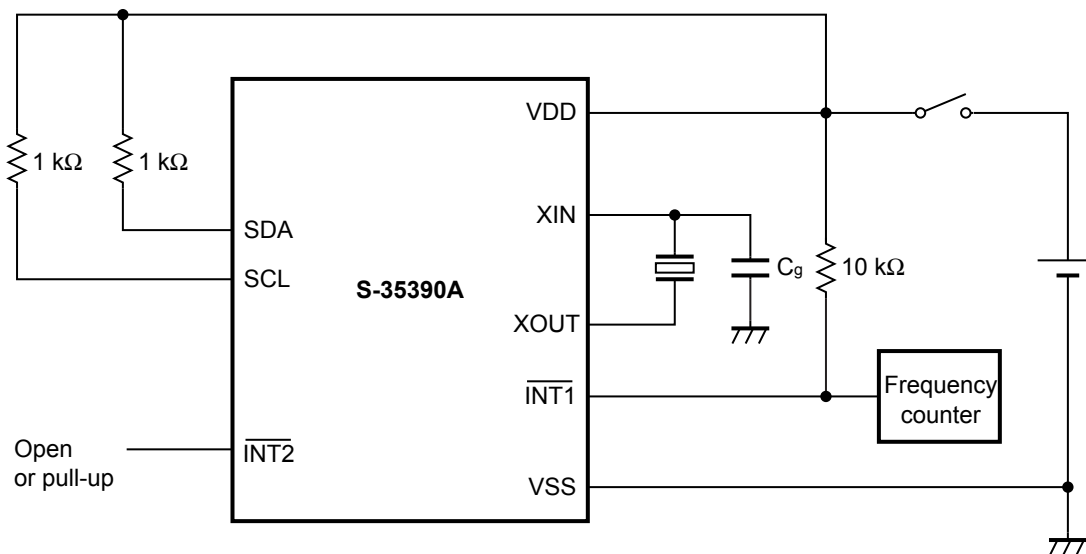 VDD
1 kΩ
1 kΩ
XIN
SDA
SCL
S-35390A
Cg
10 kΩ
XOUT
INT1
Frequency
counter
Open
or pull-up
INT2
VSS